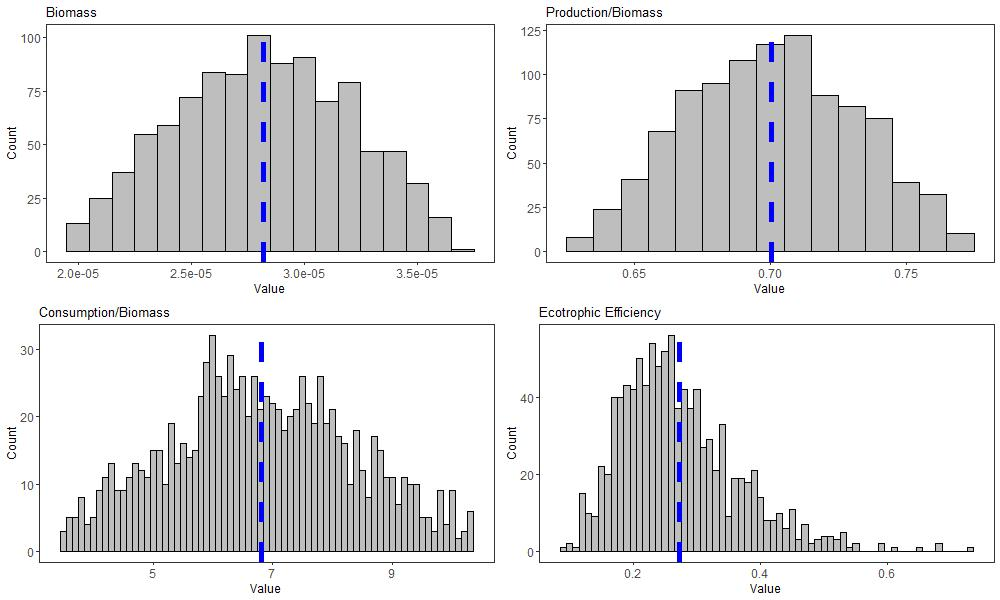 Biomass
Count
100
75
50
25
0
2.0e-05 2.5e-05 3.0e-05 3.5e-05
Value
Production/Biomass
Count
125
100
75
50
25
0
0.65 0.70 0.75
Value
Consumption/Biomass
Count
30
20
10
0
5 7 9
Value
Ecotrophic Efficiency
Count
40
20
0
0.2 0.4 0.6
Value